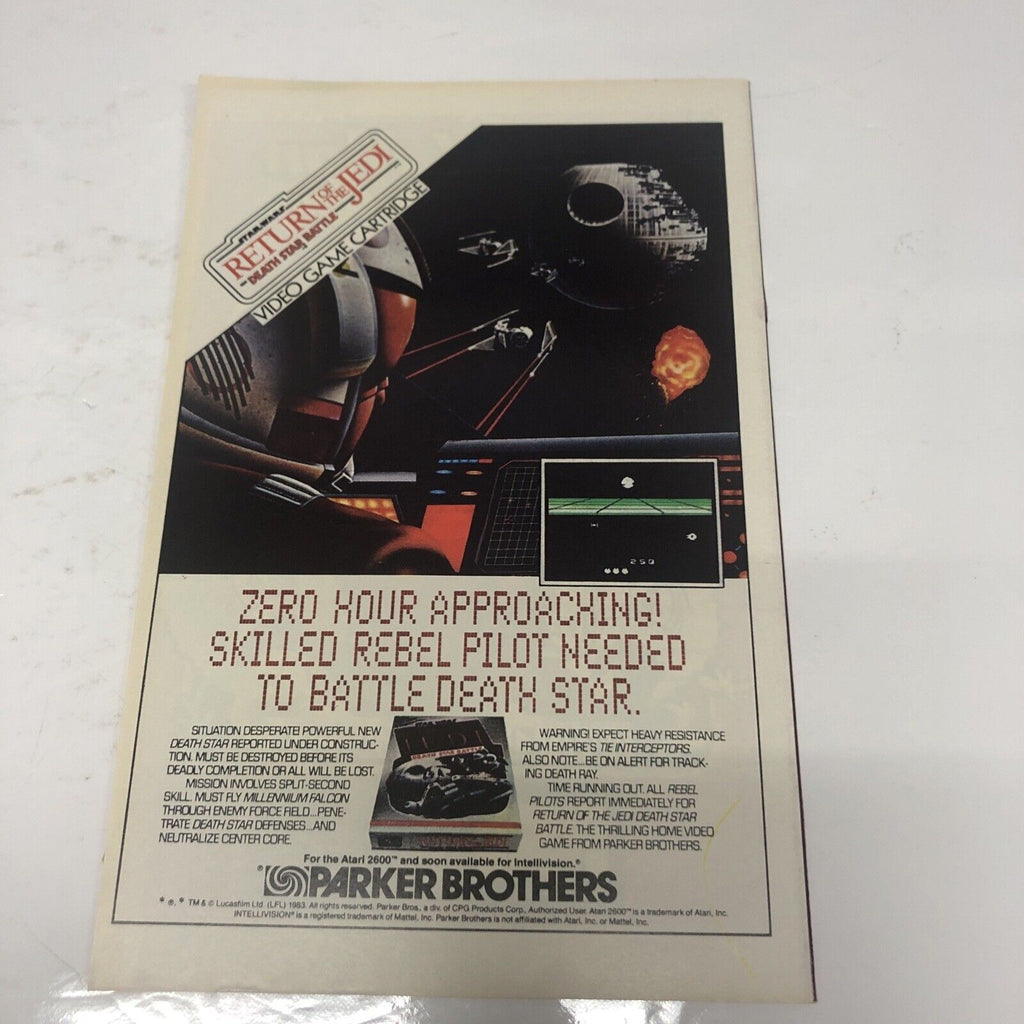 STAR WARS
RETURN OF THE JEDI
DEATH STAR BATTLE
VIDEO GAME CARTRIDGE
250
ZERO HOUR APPROACHING!
SKILLED REBEL PILOT NEEDED
TO BATTLE DEATH STAR.
SITUATION DESPERATE! POWERFUL NEW
DEATH STAR REPORTED UNDER CONSTRUC-
TION. MUST BE DESTROYED BEFORE ITS
DEADLY COMPLETION OR ALL WILL BE LOST.
MISSION INVOLVES SPLIT-SECOND
SKILL. MUST FLY MILLENNIUM FALCON
THROUGH ENEMY FORCE FIELD...PENE-
TRATE DEATH STAR DEFENSES...AND
NEUTRALIZE CENTER CORE.
JEDI
DEATH STAR BATTLE
WARNING! EXPECT HEAVY RESISTANCE
FROM EMPIRE'S TIE INTERCEPTORS.
ALSO NOTE...BE ON ALERT FOR TRACK-
ING DEATH RAY.
TIME RUNNING OUT. ALL REBEL
PILOTS REPORT IMMEDIATELY FOR
RETURN OF THE JEDI DEATH STAR
BATTLE. THE THRILLING HOME VIDEO
GAME FROM PARKER BROTHERS.
For the Atari 2600™ and soon available for Intellivision.®
PARKER BROTHERS
* ®, * TM & © Lucasfilm Ltd. (LFL) 1983. All rights reserved. Parker Bros., a div. of CPG Products Corp., Authorized User. Atari 2600™ is a trademark of Atari, Inc.
INTELLIVISION® is a registered trademark of Mattel, Inc. Parker Brothers is not affiliated with Atari, Inc. or Mattel, Inc.